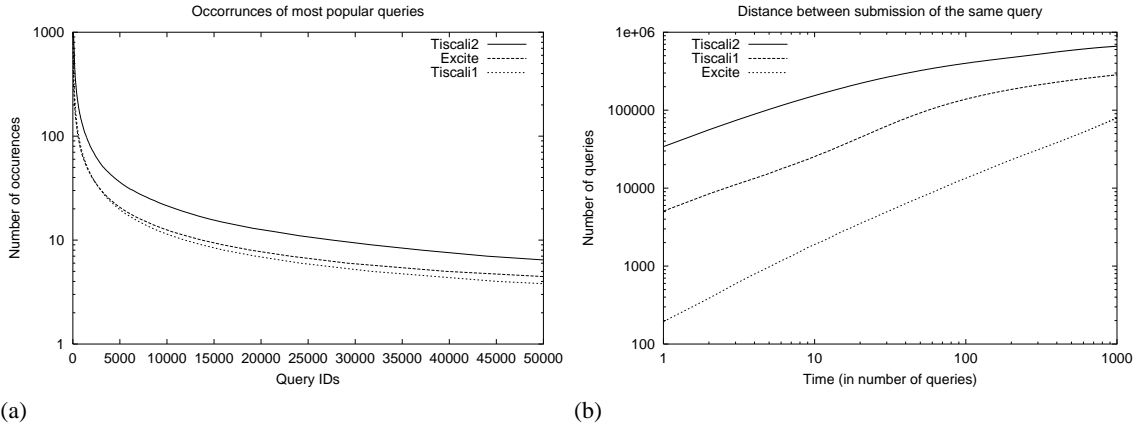 Occorrunces of most popular queries
1000
100
10
1
Number of occurences
Tiscali2
Excite
Tiscali1
0 5000 10000 15000 20000 25000 30000 35000 40000 45000 50000
Query IDs
(a)
Distance between submission of the same query
1e+06
100000
10000
1000
100
Number of queries
Tiscali2
Tiscali1
Excite
1 10 100 1000
Time (in number of queries)
(b)